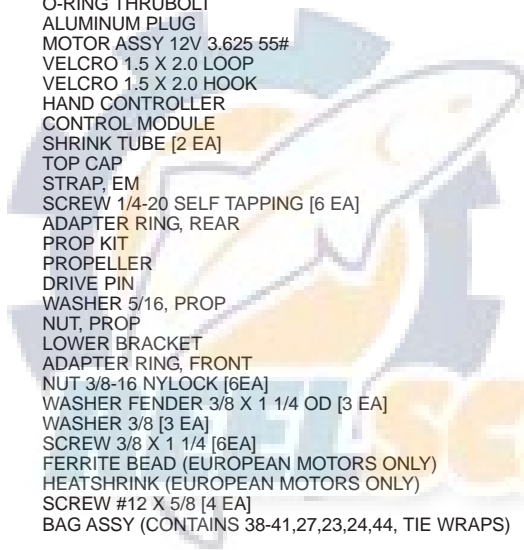 O-RING THRUBOLT
ALUMINUM PLUG
MOTOR ASSY 12V 3.625 55#
VELCRO 1.5 X 2.0 LOOP
VELCRO 1.5 X 2.0 HOOK
HAND CONTROLLER
CONTROL MODULE
SHRINK TUBE [2 EA]
TOP CAP
STRAP, EM
SCREW 1/4-20 SELF TAPPING [6 EA]
ADAPTER RING, REAR
PROP KIT
PROPELLER
DRIVE PIN
WASHER 5/16, PROP
NUT, PROP
LOWER BRACKET
ADAPTER RING, FRONT
NUT 3/8-16 NYLOCK [6EA]
WASHER FENDER 3/8 X 1 1/4 OD [3 EA]
WASHER 3/8 [3 EA]
SCREW 3/8 X 1 1/4 [6EA]
FERRITE BEAD (EUROPEAN MOTORS ONLY)
HEATSHRINK (EUROPEAN MOTORS ONLY)
SCREW #12 X 5/8 [4 EA]
BAG ASSY (CONTAINS 38-41,27,23,24,44, TIE WRAPS)